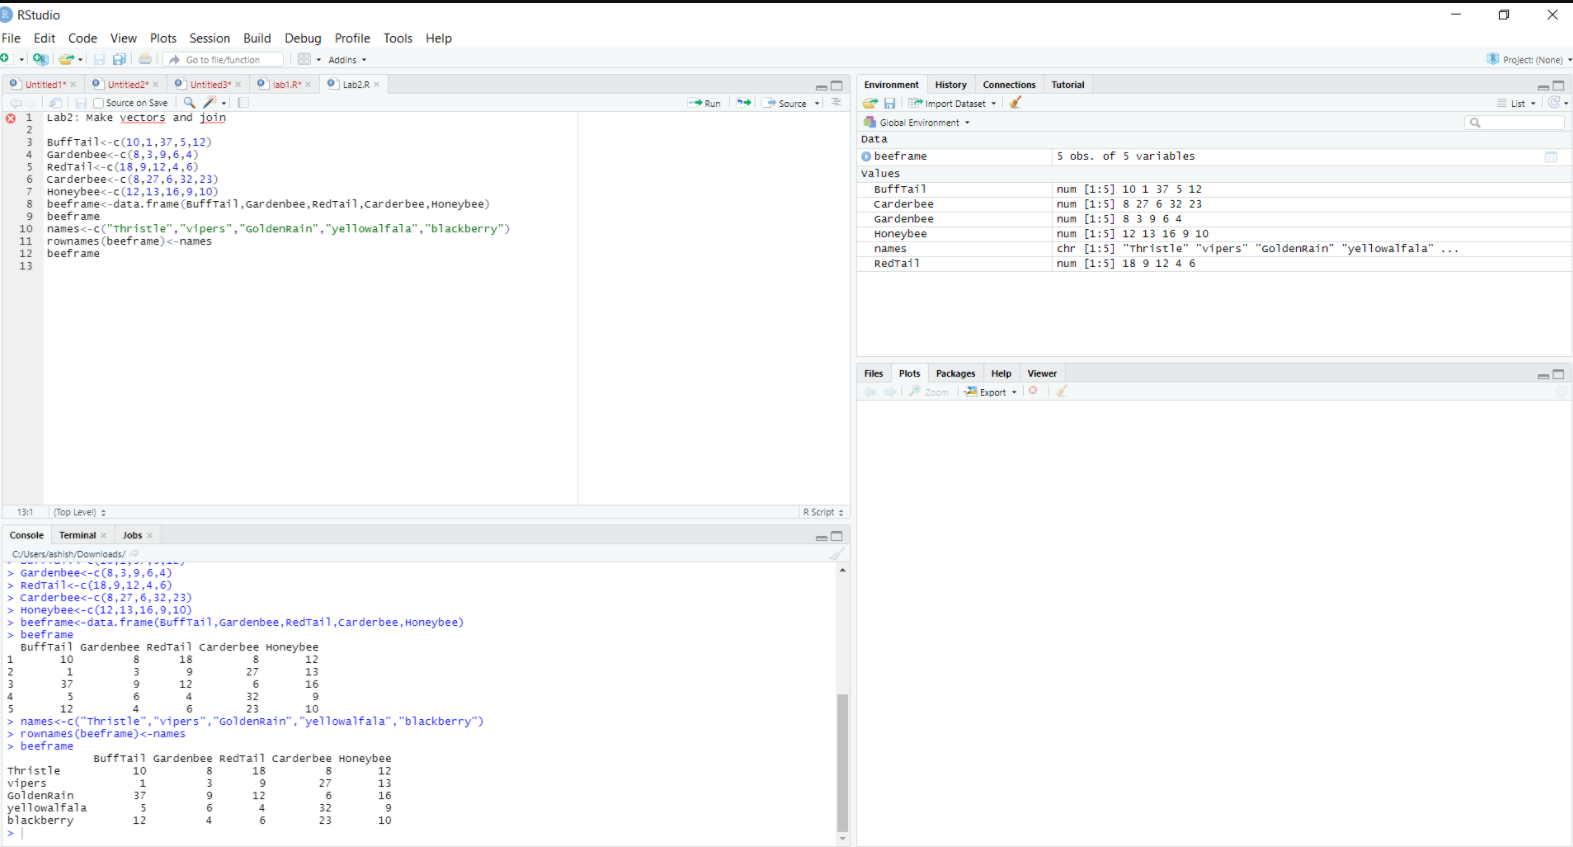 RStudio
File Edit Code View Plots Session Build Debug Profile Tools Help
Go to file/function Addins Project: (None)
Untitled1* Untitled2* Untitled3* lab1.R* Lab2.R
Source on Save Run Source
1 Lab2: Make vectors and join
2
3 BuffTail<-c(10,1,37,5,12)
4 Gardenbee<-c(8,3,9,6,4)
5 RedTail<-c(18,9,12,4,6)
6 Carderbee<-c(8,27,6,32,23)
7 Honeybee<-c(12,13,16,9,10)
8 beeframe<-data.frame(BuffTail,Gardenbee,RedTail,Carderbee,Honeybee)
9 beeframe
10 names<-c("Thristle","vipers","GoldenRain","yellowalfala","blackberry")
11 rownames(beeframe)<-names
12 beeframe
13
13:1 (Top Level) R Script
Console Terminal Jobs
C:/Users/ashish/Downloads/
> Gardenbee<-c(8,3,9,6,4)
> RedTail<-c(18,9,12,4,6)
> Carderbee<-c(8,27,6,32,23)
> Honeybee<-c(12,13,16,9,10)
> beeframe<-data.frame(BuffTail,Gardenbee,RedTail,Carderbee,Honeybee)
> beeframe
BuffTail Gardenbee RedTail Carderbee Honeybee
1 10 8 18 8 12
2 1 3 9 27 13
3 37 9 12 6 16
4 5 6 4 32 9
5 12 4 6 23 10
> names<-c("Thristle","vipers","GoldenRain","yellowalfala","blackberry")
> rownames(beeframe)<-names
> beeframe
BuffTail Gardenbee RedTail Carderbee Honeybee
Thristle 10 8 18 8 12
vipers 1 3 9 27 13
GoldenRain 37 9 12 6 16
yellowalfala 5 6 4 32 9
blackberry 12 4 6 23 10
>
Environment History Connections Tutorial
Import Dataset List
Global Environment
Data
beeframe 5 obs. of 5 variables
Values
BuffTail num [1:5] 10 1 37 5 12
Carderbee num [1:5] 8 27 6 32 23
Gardenbee num [1:5] 8 3 9 6 4
Honeybee num [1:5] 12 13 16 9 10
names chr [1:5] "Thristle" "vipers" "GoldenRain" "yellowalfala" ...
RedTail num [1:5] 18 9 12 4 6
Files Plots Packages Help Viewer
Zoom Export